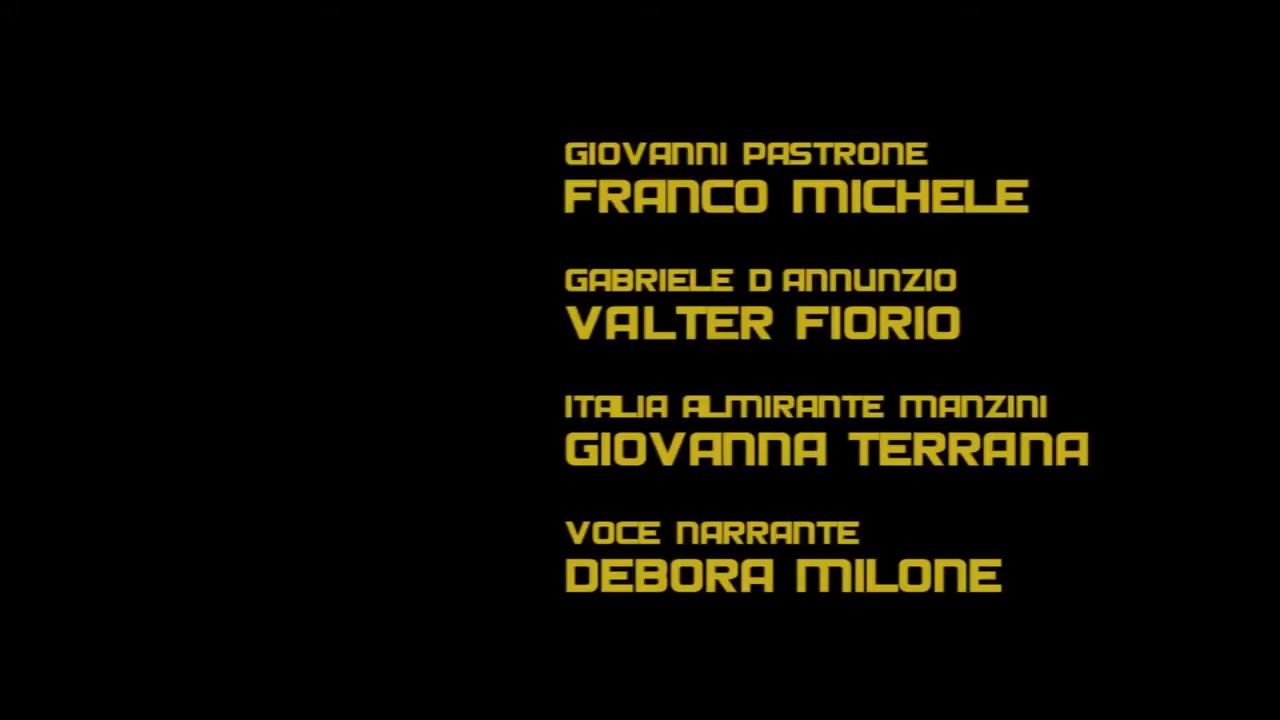 GIOVANNI PASTRONE
FRANCO MICHELE
GABRIELE D ANNUNZIO
VALTER FIORIO
ITALIA ALMIRANTE MANZINI
GIOVANNA TERRANA
VOCE NARRANTE
DEBORA MILONE